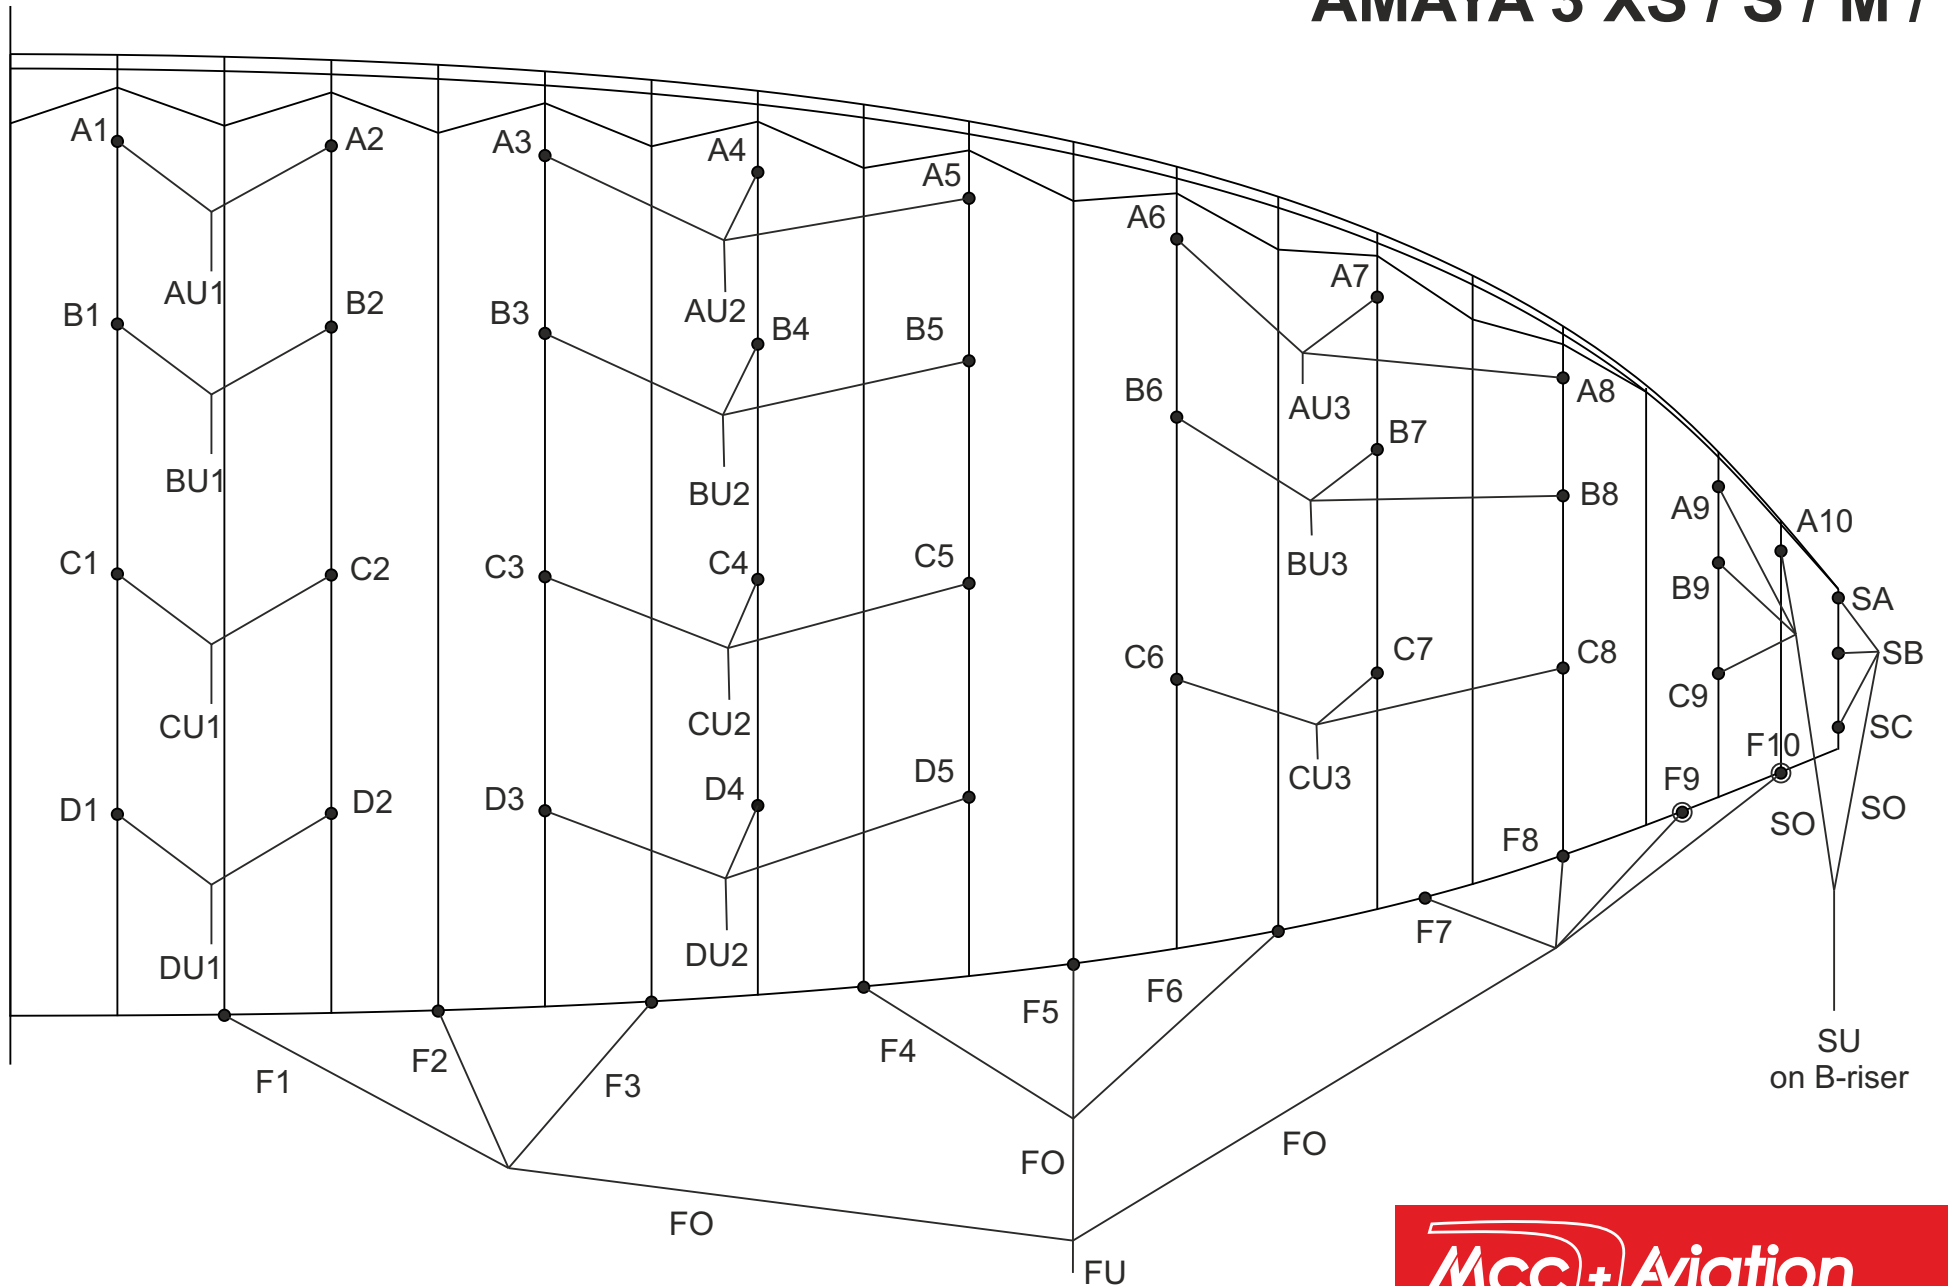 AMAYA 3 XS / S / M /
A1
A2
A3
A4
A5
A6
A7
A8
A9
A10
AU1
AU2
AU3
B1
B2
B3
B4
B5
B6
B7
B8
B9
BU1
BU2
BU3
C1
C2
C3
C4
C5
C6
C7
C8
C9
CU1
CU2
CU3
D1
D2
D3
D4
D5
DU1
DU2
SA
SB
SC
SO
SO
SU
on B-riser
F1
F2
F3
F4
F5
F6
F7
F8
F9
F10
FO
FO
FO
FU
Mcc + Aviation